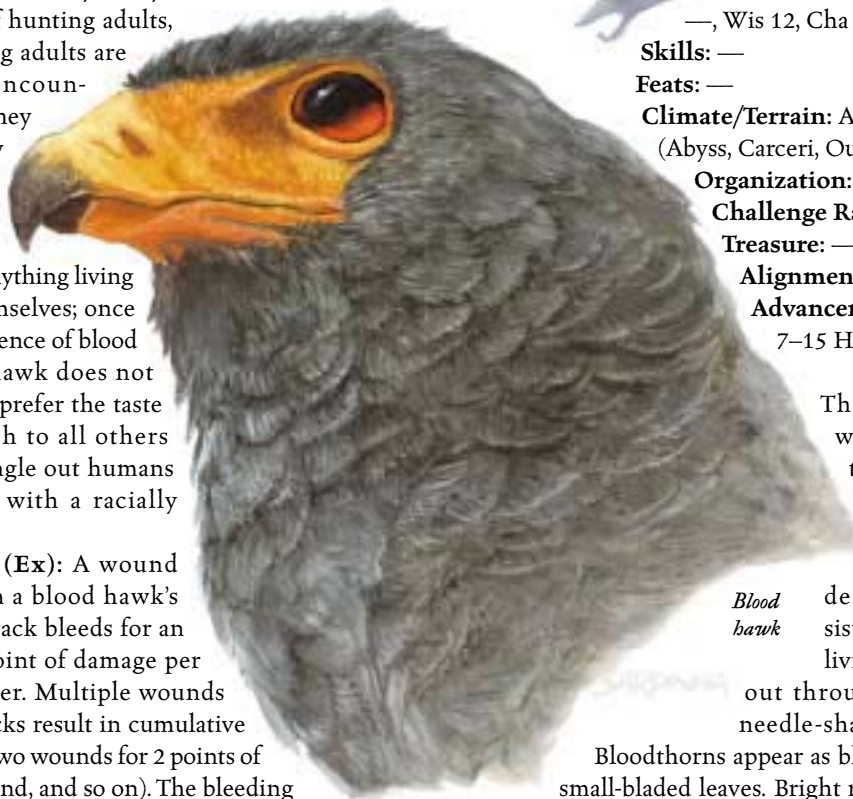 f hunting adults,
g adults are
ncoun-
ney
ything living
nselves; once
ence of blood
awk does not
prefer the taste
h to all others
ngle out humans
with a racially
(Ex): A wound
a blood hawk's
ack bleeds for an
oint of damage per
er. Multiple wounds
cks result in cumulative
wo wounds for 2 points of
nd, and so on). The bleeding
—, Wis 12, Cha
Skills: —
Feats: —
Climate/Terrain: A
(Abyss, Carceri, Ou
Organization:
Challenge Ra
Treasure: —
Alignmen
Advancer
7–15 H
Th
w
t
Blood
hawk
de
sis
livi
out throu
needle-sha
Bloodthorns appear as bl
small-bladed leaves. Bright r